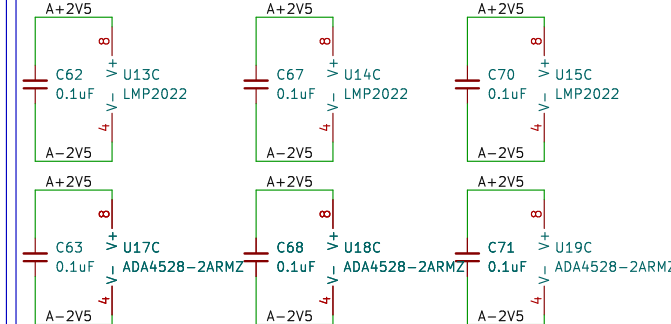 A+2V5 A+2V5 A+2V5
8 8 8
C62 V+ U13C C67 V+ U14C C70 V+ U15C
0.1uF V- LMP2022 0.1uF V- LMP2022 0.1uF V- LMP2022
4 4 4
A-2V5 A-2V5 A-2V5
A+2V5 A+2V5 A+2V5
8 8 8
C63 V+ U17C C68 V+ U18C C71 V+ U19C
0.1uF V- ADA4528-2ARMZ 0.1uF V- ADA4528-2ARMZ 0.1uF V- ADA4528-2ARMZ
4 4 4
A-2V5 A-2V5 A-2V5